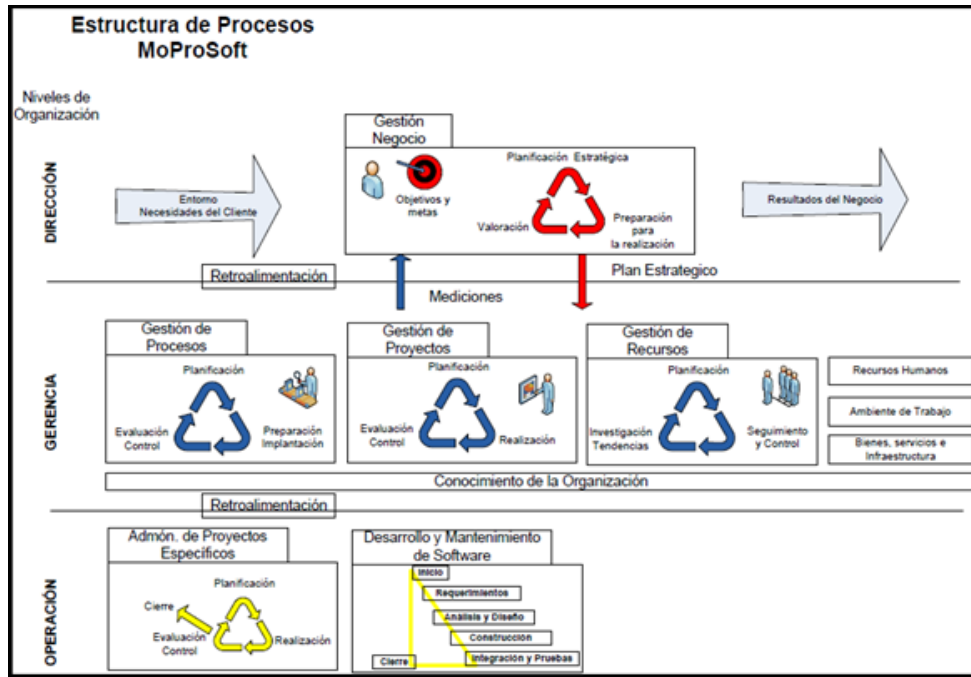 Estructura de Procesos
MoProSoft
Niveles de
Organización
DIRECCIÓN
Entorno
Necesidades del Cliente
Gestión
Negocio
Objetivos y
metas
Planificación Estratégica
Valoración
Preparación
para
la realización
Resultados del Negocio
Retroalimentación
Mediciones
Plan Estrategico
GERENCIA
Gestión de
Procesos
Planificación
Evaluación
Control
Preparación
Implantación
Gestión de
Proyectos
Planificación
Evaluación
Control
Realización
Gestión de
Recursos
Planificación
Investigación
Tendencias
Seguimiento
y Control
Recursos Humanos
Ambiente de Trabajo
Bienes, servicios e
Infraestructura
Conocimiento de la Organización
Retroalimentación
OPERACIÓN
Admón. de Proyectos
Específicos
Planificación
Cierre
Evaluación
Control
Realización
Desarrollo y Mantenimiento
de Software
Inicio
Requerimientos
Análisis y Diseño
Construcción
Integración y Pruebas
Cierre